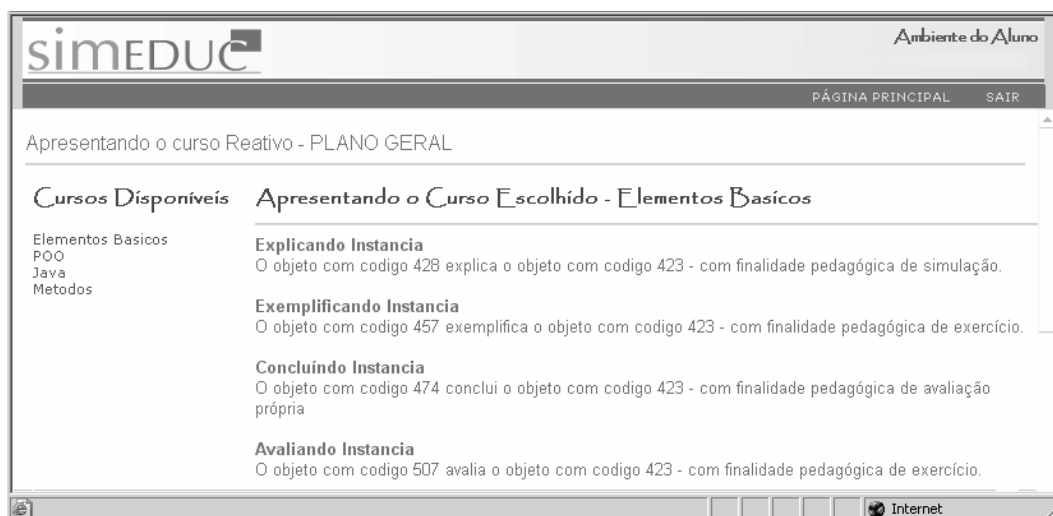 simEDUC
Ambiente do Aluno
PÁGINA PRINCIPAL SAIR
Apresentando o curso Reativo - PLANO GERAL
Cursos Disponíveis
Elementos Basicos
POO
Java
Metodos
Apresentando o Curso Escolhido - Elementos Basicos
Explicando Instancia
O objeto com codigo 428 explica o objeto com codigo 423 - com finalidade pedagógica de simulação.
Exemplificando Instancia
O objeto com codigo 457 exemplifica o objeto com codigo 423 - com finalidade pedagógica de exercício.
Concluíndo Instancia
O objeto com codigo 474 conclui o objeto com codigo 423 - com finalidade pedagógica de avaliação
própria
Avaliando Instancia
O objeto com codigo 507 avalia o objeto com codigo 423 - com finalidade pedagógica de exercício.
Internet